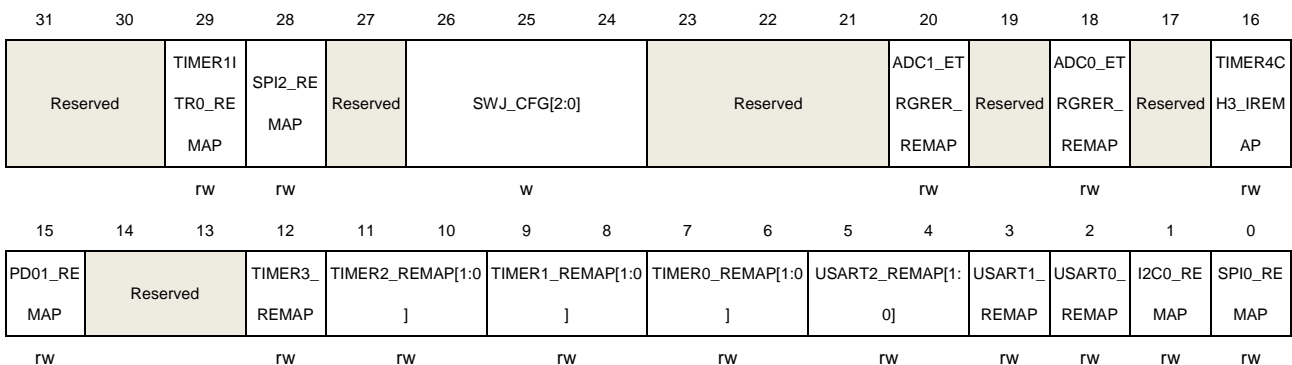 31 30 29 28 27 26 25 24 23 22 21 20 19 18 17 16
TIMER1I ADC1_ET ADC0_ET TIMER4C
SPI2_RE
Reserved TR0_RE Reserved SWJ_CFG[2:0] Reserved RGRER_ Reserved RGRER_ Reserved H3_IREM
MAP
MAP REMAP REMAP AP
rw rw w rw rw rw
15 14 13 12 11 10 9 8 7 6 5 4 3 2 1 0
PD01_RE TIMER3_ TIMER2_REMAP[1:0 TIMER1_REMAP[1:0 TIMER0_REMAP[1:0 USART2_REMAP[1: USART1_ USART0_ I2C0_RE SPI0_RE
Reserved
MAP REMAP ] ] ] 0] REMAP REMAP MAP MAP
rw rw rw rw rw rw rw rw rw rw